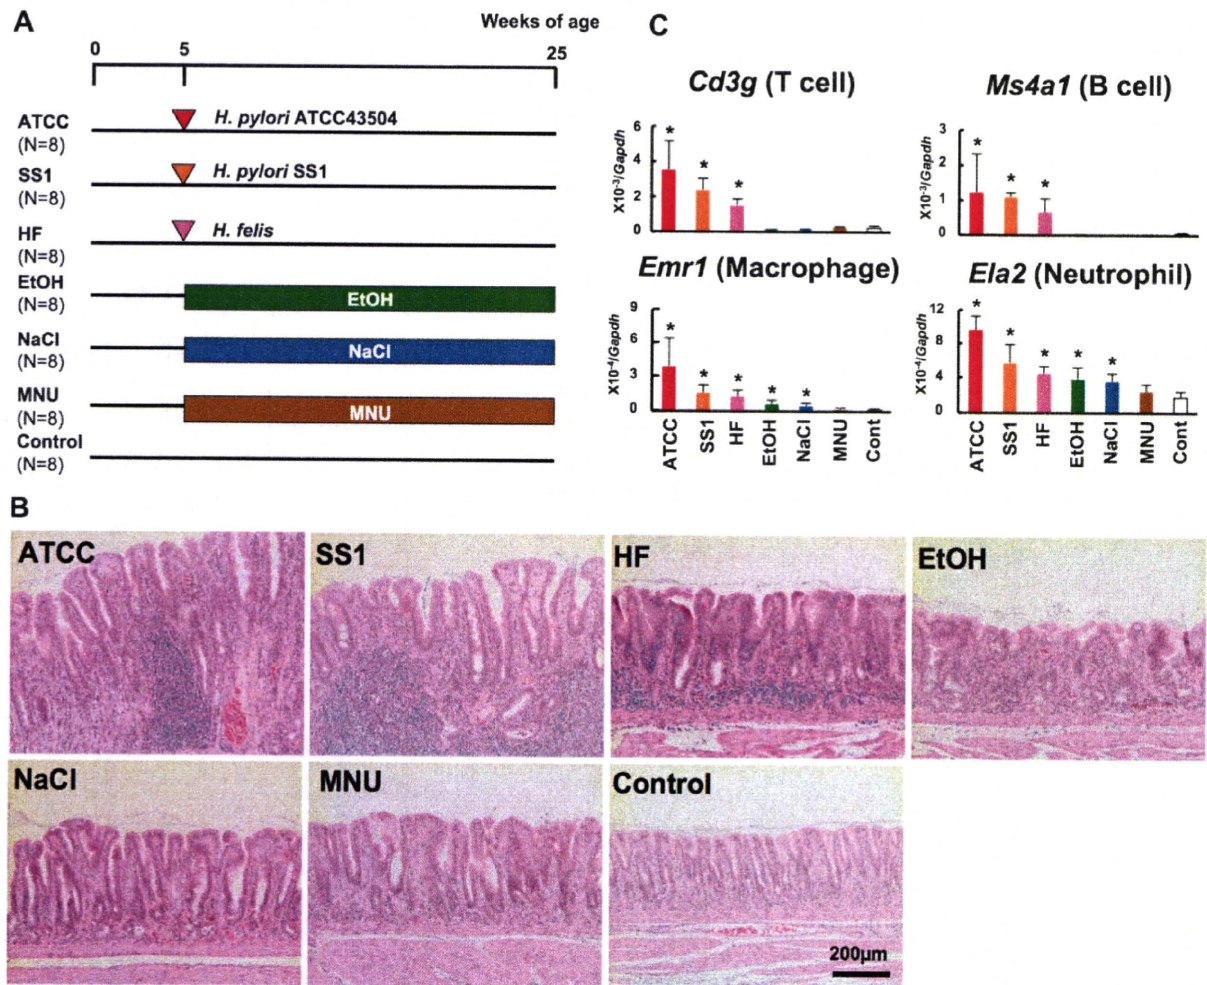 A
Weeks of age
0 5 25
ATCC
(N=8)
H. pylori ATCC43504
SS1
(N=8)
H. pylori SS1
HF
(N=8)
H. felis
EtOH
(N=8)
EtOH
NaCl
(N=8)
NaCl
MNU
(N=8)
MNU
Control
(N=8)
C
Cd3g (T cell)
X10⁻³/Gapdh
6
4
2
0
* * *
Ms4a1 (B cell)
X10⁻³/Gapdh
3
2
1
0
* * *
Emr1 (Macrophage)
X10⁻⁴/Gapdh
9
6
3
0
* * * * *
ATCC SS1 HF EtOH NaCl MNU Cont
Ela2 (Neutrophil)
X10⁻⁴/Gapdh
12
8
4
0
* * * * *
ATCC SS1 HF EtOH NaCl MNU Cont
B
ATCC SS1 HF EtOH
NaCl MNU Control
200µm